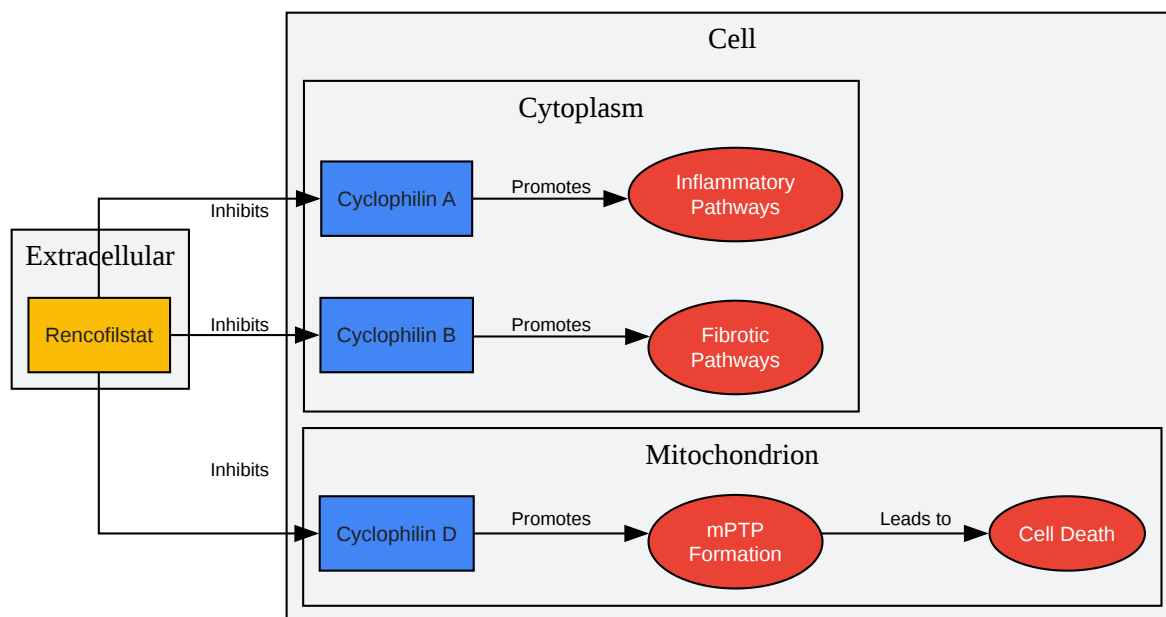 Cell
Cytoplasm
Cyclophilin A
Promotes
Inflammatory
Pathways
Inhibits
Extracellular
Rencofilstat
Inhibits
Cyclophilin B
Promotes
Fibrotic
Pathways
Inhibits
Mitochondrion
Cyclophilin D
Promotes
mPTP
Formation
Leads to
Cell Death